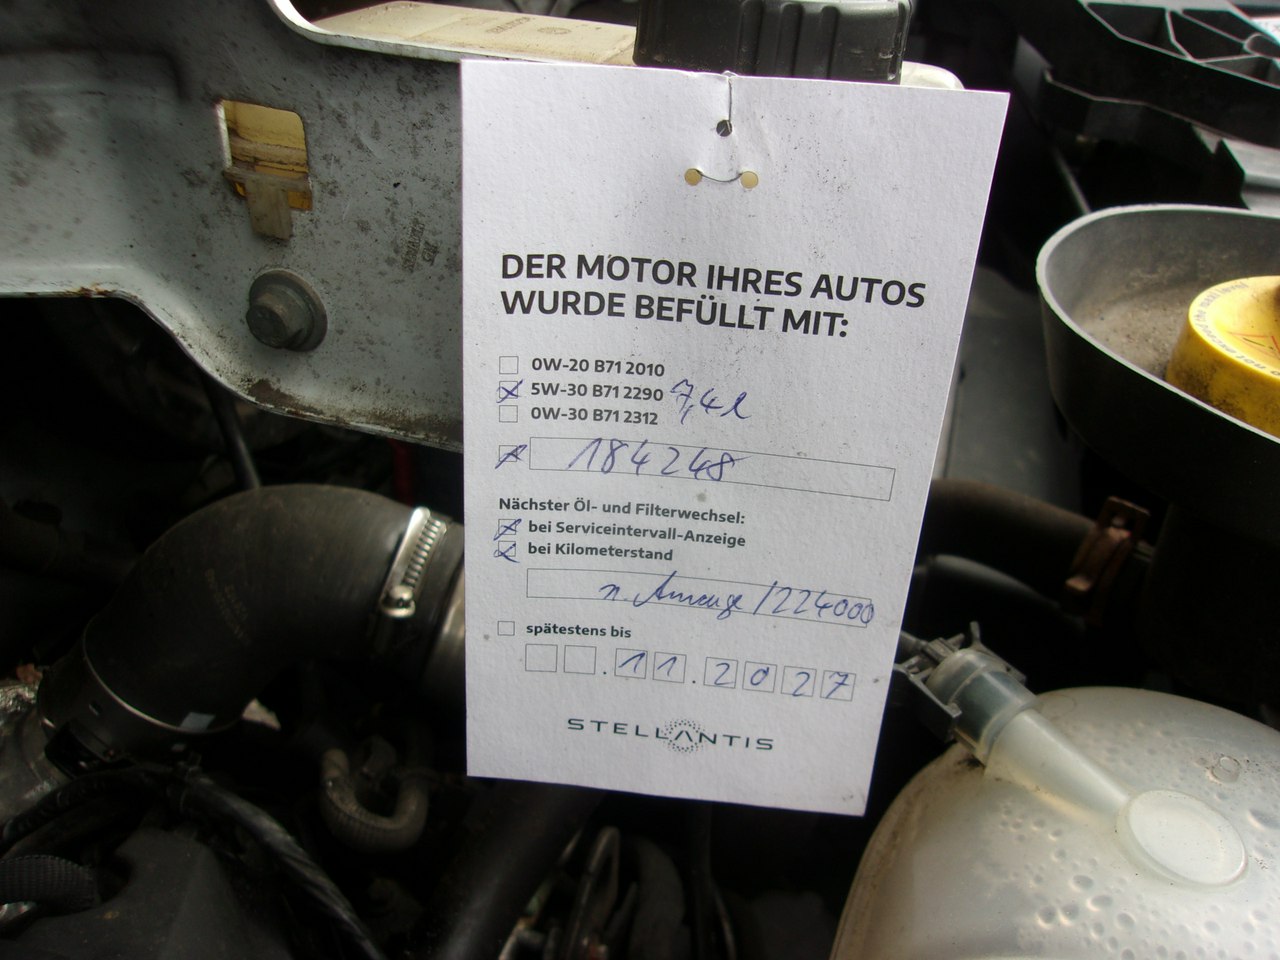 DER MOTOR IHRES AUTOS
WURDE BEFÜLLT MIT:
0W-20 B71 2010
5W-30 B71 2290 7,4l
0W-30 B71 2312
184248
Nächster Öl- und Filterwechsel:
bei Serviceintervall-Anzeige
bei Kilometerstand
n. Anzeige /224000
spätestens bis
.11.2027
STELLANTIS